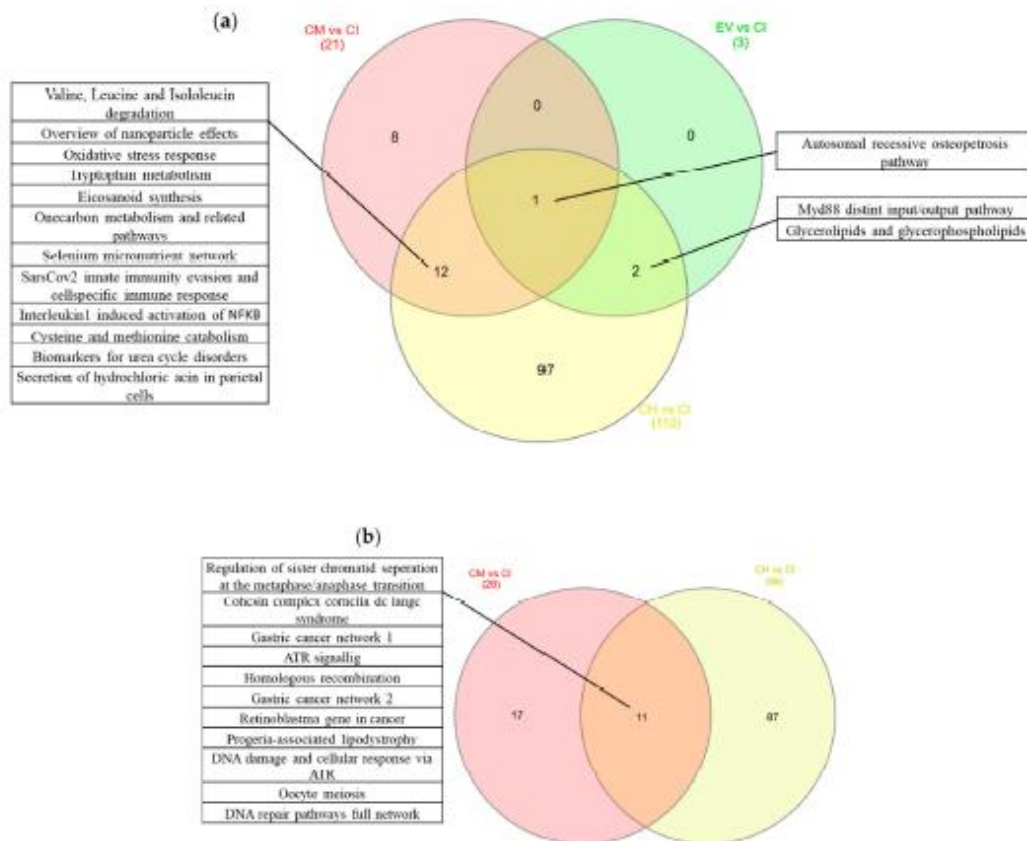 (a)
CM vs CI
(21)
EV vs CI
(3)
Valine, Leucine and Isololeucin
degradation
Overview of nanoparticle effects
Oxidative stress response
Tryptophan metabolism
Eicosanoid synthesis
Onecarbon metabolism and related
pathways
Selenium micronutrient network
SarsCov2 innate immunity evasion and
cellspecific immune response
Interleukin1 induced activation of NFKB
Cysteine and methionine catabolism
Biomarkers for urea cycle disorders
Secretion of hydrochloric acin in parietal
cells
8
0
0
1
12
2
97
Autosomal recessive osteopetrosis
pathway
Myd88 distint input/output pathway
Glycerolipids and glycerophospholipids
CH vs CI
(112)
(b)
Regulation of sister chromatid seperation
at the metaphase/anaphase transition
Cohesin complex cornelia de lange
syndrome
Gastric cancer network 1
ATR signallig
Homologous recombination
Gastric cancer network 2
Retinoblastma gene in cancer
Progeria-associated lipodystrophy
DNA damage and cellular response via
ATR
Oocyte meiosis
DNA repair pathways full network
CM vs CI
(28)
CH vs CI
17
11
87